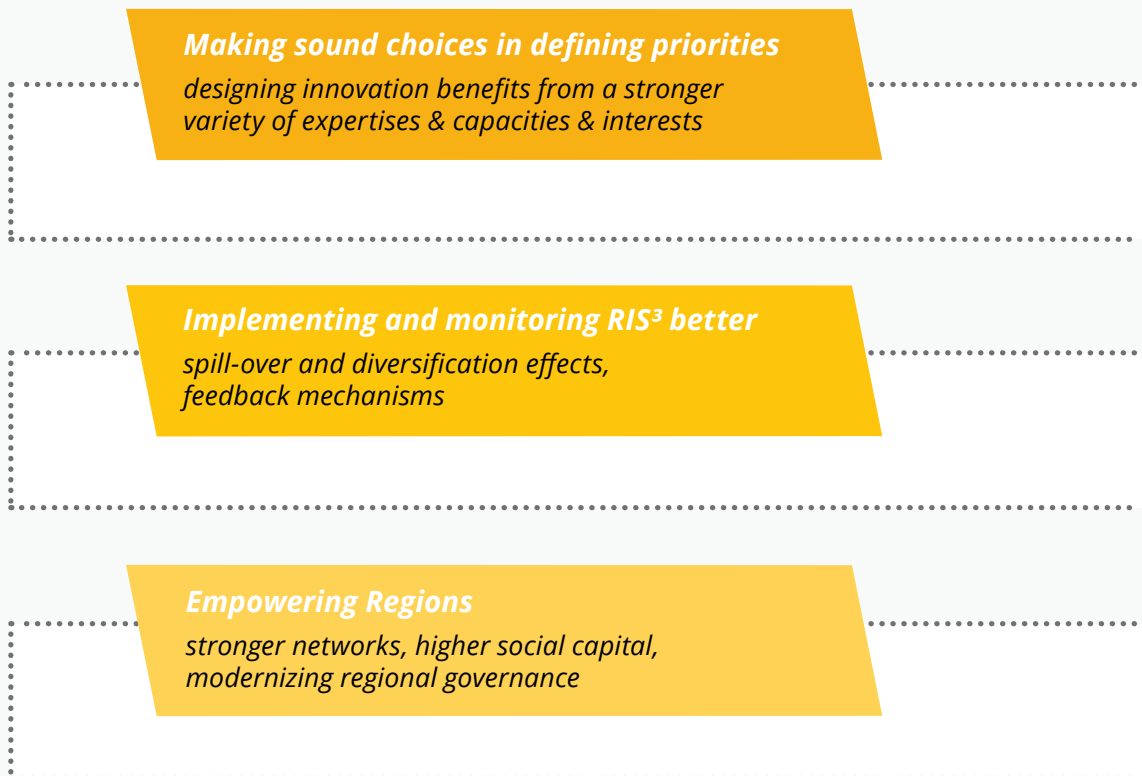 Making sound choices in defining priorities
designing innovation benefits from a stronger
variety of expertises & capacities & interests
Implementing and monitoring RIS³ better
spill-over and diversification effects,
feedback mechanisms
Empowering Regions
stronger networks, higher social capital,
modernizing regional governance